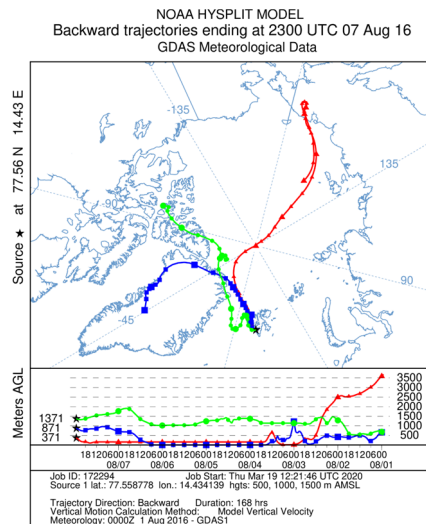 NOAA HYSPLIT MODEL
Backward trajectories ending at 2300 UTC 07 Aug 16
GDAS Meteorological Data
Source ★ at 77.56 N 14.43 E
-135
135
-90
90
-45
Meters AGL
3500
3000
2500
2000
1500
1000
500
1371
871
371
18120600181206001812060018120600181206001812060018120600
08/07 08/06 08/05 08/04 08/03 08/02 08/01
Job ID: 172294 Job Start: Thu Mar 19 12:21:46 UTC 2020
Source 1 lat.: 77.558778 lon.: 14.434139 hgts: 500, 1000, 1500 m AMSL
Trajectory Direction: Backward Duration: 168 hrs
Vertical Motion Calculation Method: Model Vertical Velocity
Meteorology: 0000Z 1 Aug 2016 - GDAS1